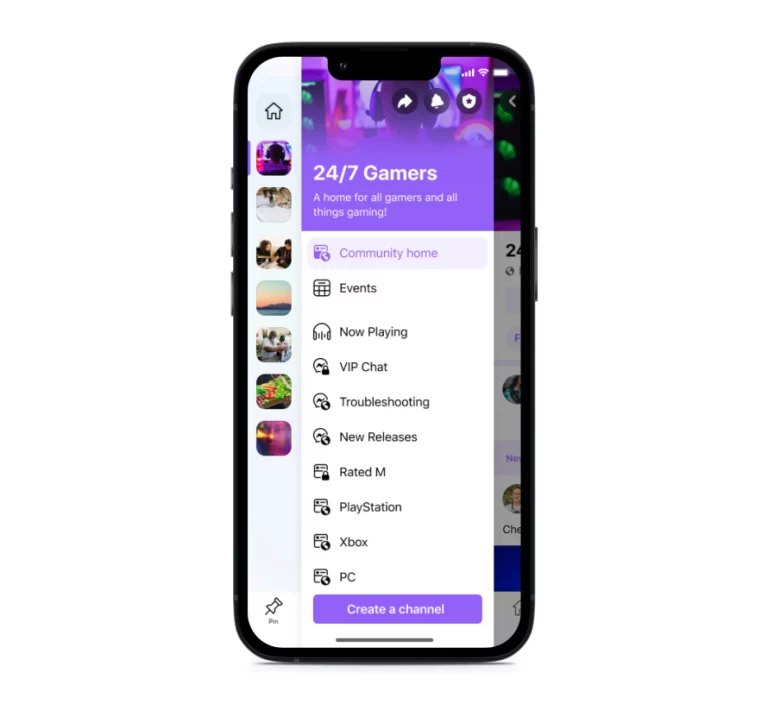 24/7 Gamers
A home for all gamers and all
things gaming!
Community home
Events
Now Playing
VIP Chat
Troubleshooting
New Releases
Rated M
PlayStation
Xbox
PC
Create a channel
Pin
24
F
Ne
Che